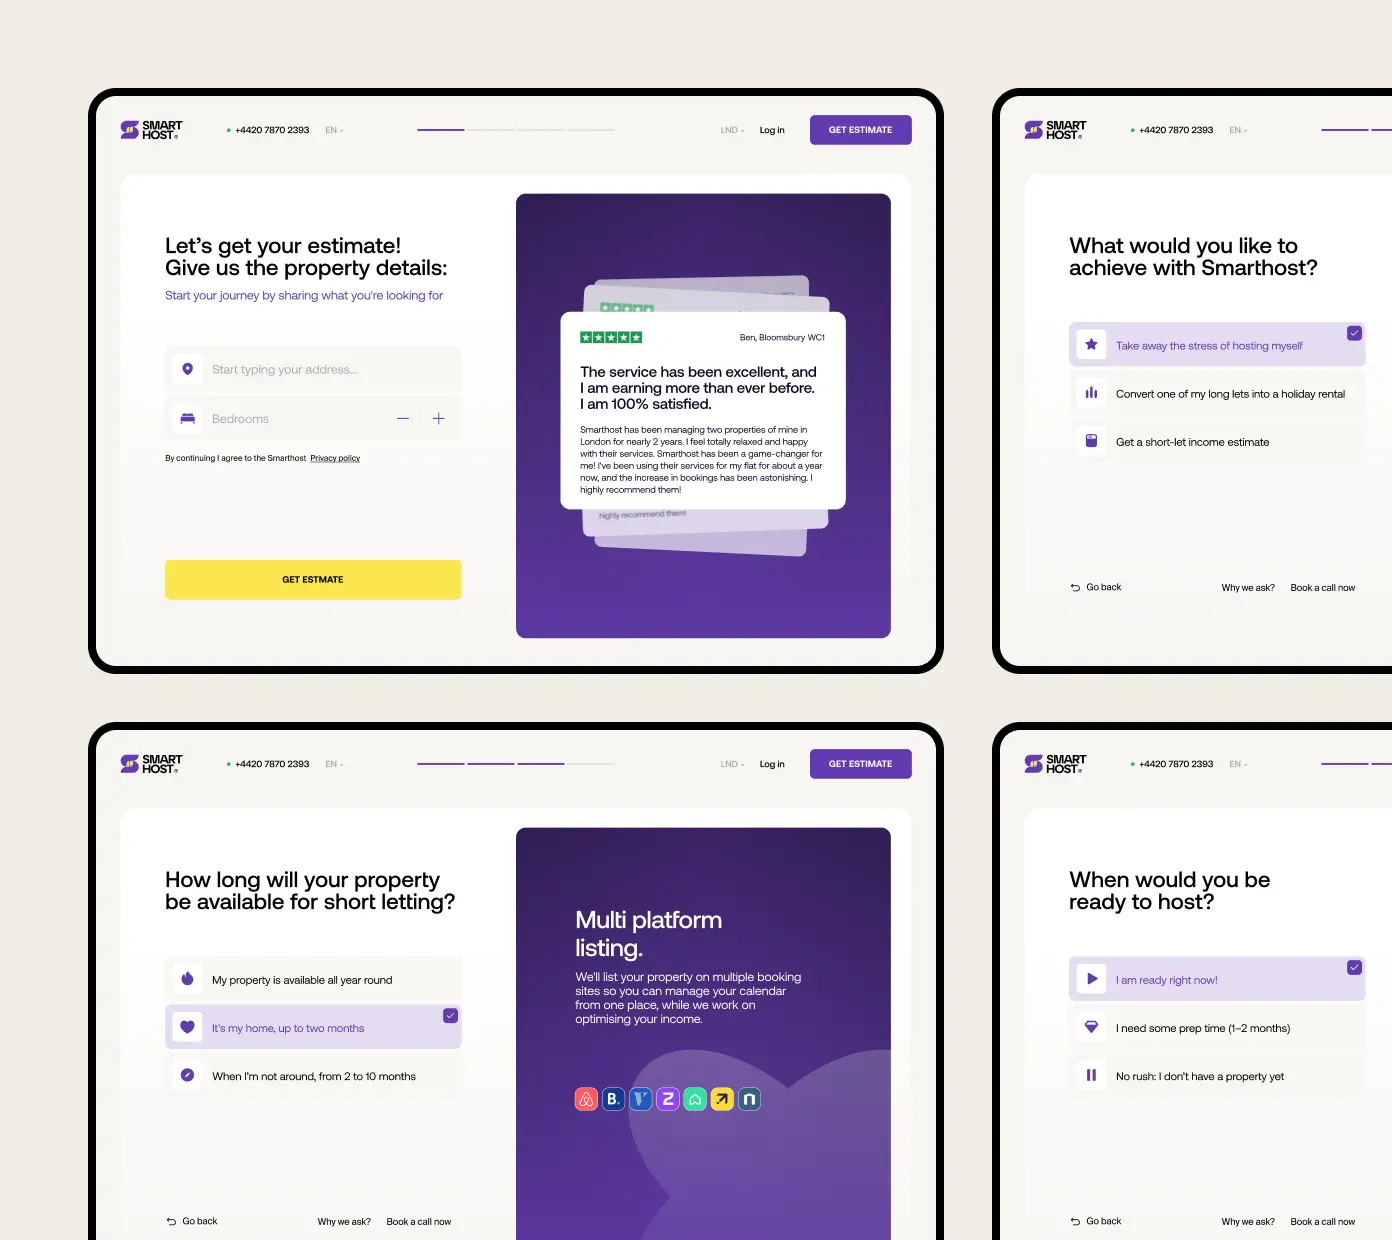 SMART
HOST
+4420 7870 2393
EN
LND
Log in
GET ESTIMATE
Let's get your estimate!
Give us the property details:
Start your journey by sharing what you're looking for
Start typing your address...
Bedrooms
By continuing I agree to the Smarthost Privacy policy
GET ESTMATE
Ben, Bloomsbury WC1
The service has been excellent, and
I am earning more than ever before.
I am 100% satisfied.
Smarthost has been managing two properties of mine in
London for nearly 2 years. I feel totally relaxed and happy
with their services. Smarthost has been a game-changer for
me! I've been using their services for my flat for about a year
now, and the increase in bookings has been astonishing. I
highly recommend them!
highly recommend them!
SMART
HOST
+4420 7870 2393
EN
What would you like to
achieve with Smarthost?
Take away the stress of hosting myself
Convert one of my long lets into a holiday rental
Get a short-let income estimate
Go back
Why we ask?
Book a call now
SMART
HOST
+4420 7870 2393
EN
LND
Log in
GET ESTIMATE
How long will your property
be available for short letting?
My property is available all year round
It's my home, up to two months
When I'm not around, from 2 to 10 months
Go back
Why we ask?
Book a call now
Multi platform
listing.
We'll list your property on multiple booking
sites so you can manage your calendar
from one place, while we work on
optimising your income.
B.
SMART
HOST
+4420 7870 2393
EN
When would you be
ready to host?
I am ready right now!
I need some prep time (1–2 months)
No rush: I don't have a property yet
Go back
Why we ask?
Book a call now